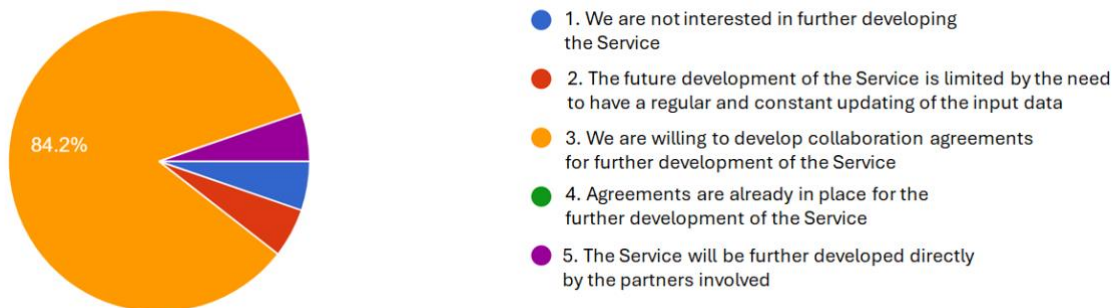 84.2%
1. We are not interested in further developing
the Service
2. The future development of the Service is limited by the need
to have a regular and constant updating of the input data
3. We are willing to develop collaboration agreements
for further development of the Service
4. Agreements are already in place for the
further development of the Service
5. The Service will be further developed directly
by the partners involved